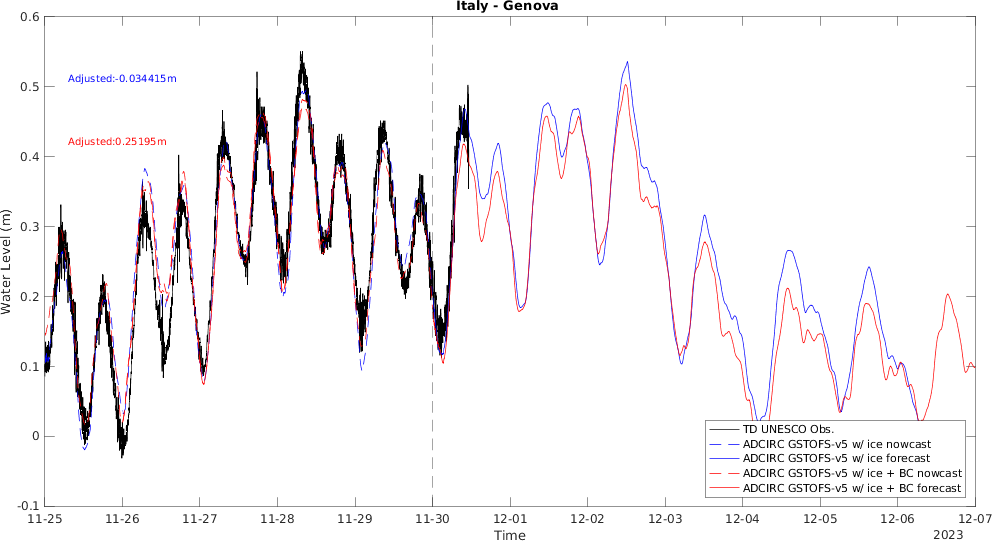 Italy - Genova
0.6
0.5
0.4
0.3
0.2
0.1
0
-0.1
Water Level (m)
Adjusted:-0.034415m
Adjusted:0.25195m
TD UNESCO Obs.
ADCIRC GSTOFS-v5 w/ ice nowcast
ADCIRC GSTOFS-v5 w/ ice forecast
ADCIRC GSTOFS-v5 w/ ice + BC nowcast
ADCIRC GSTOFS-v5 w/ ice + BC forecast
11-25 11-26 11-27 11-28 11-29 11-30 12-01 12-02 12-03 12-04 12-05 12-06 12-07
Time
2023